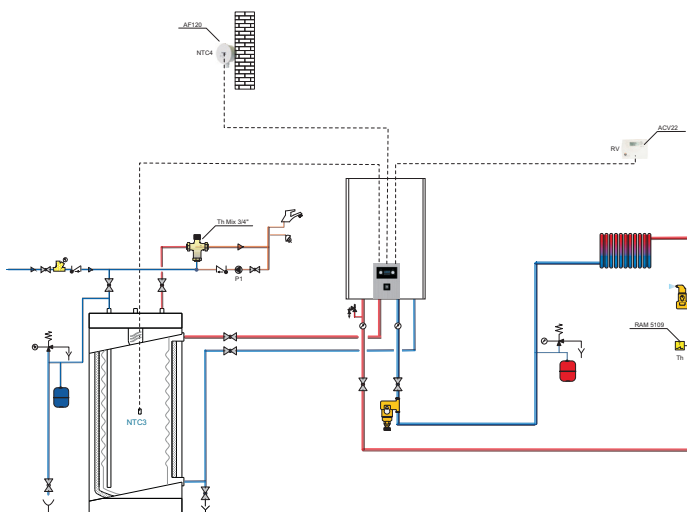 AF120
NTC4
ACV22
RV
Th Mix 3/4"
P1
RAM 5109
Th
NTC3